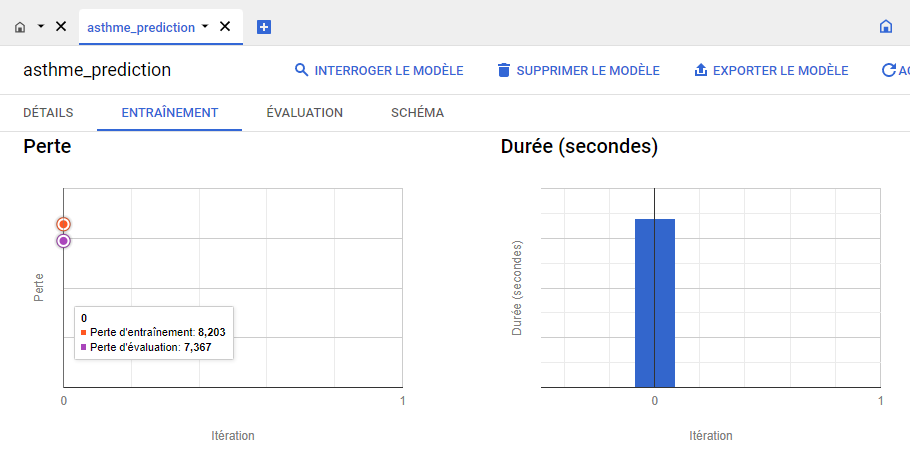 asthme_prediction
asthme_prediction
INTERROGER LE MODÈLE
SUPPRIMER LE MODÈLE
EXPORTER LE MODÈLE
AC
DÉTAILS
ENTRAÎNEMENT
ÉVALUATION
SCHÉMA
Perte
Perte
0
Perte d'entraînement: 8,203
Perte d'évaluation: 7,367
0
1
Itération
Durée (secondes)
Durée (secondes)
0
1
Itération